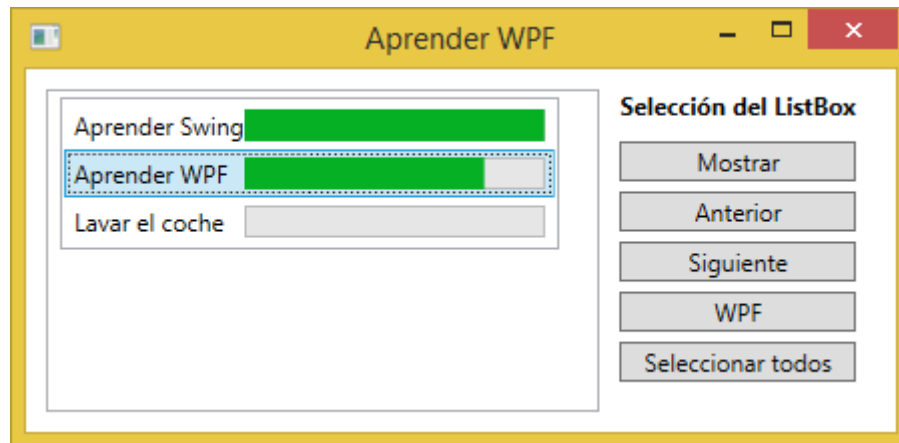 Aprender WPF
Aprender Swing
Aprender WPF
Lavar el coche
Selección del ListBox
Mostrar
Anterior
Siguiente
WPF
Seleccionar todos